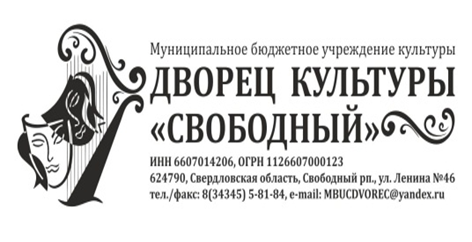 Муниципальное бюджетное учреждение культуры
ДВОРЕЦ КУЛЬТУРЫ
«СВОБОДНЫЙ»
ИНН 6607014206, ОГРН 1126607000123
624790, Свердловская область, Свободный рп., ул. Ленина №46
тел./факс: 8(34345) 5-81-84, e-mail: MBUCDVOREC@yandex.ru